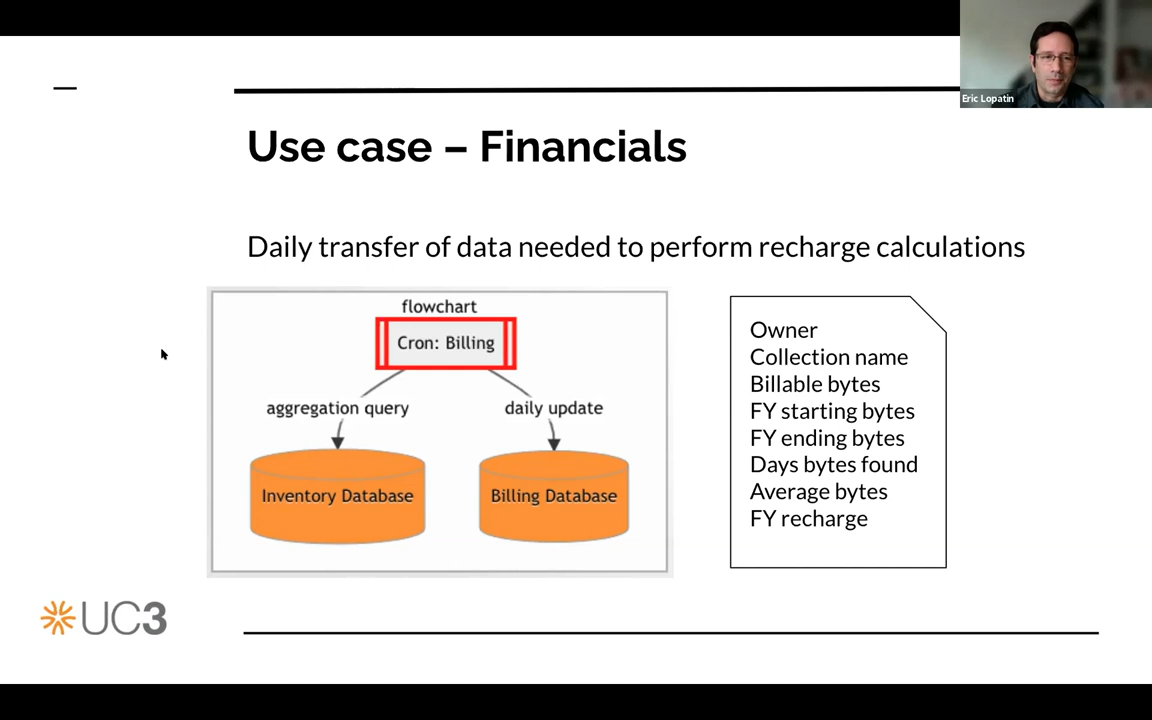 Eric Lopatin
Use case – Financials
Daily transfer of data needed to perform recharge calculations
flowchart
Cron: Billing
aggregation query
daily update
Inventory Database
Billing Database
Owner
Collection name
Billable bytes
FY starting bytes
FY ending bytes
Days bytes found
Average bytes
FY recharge
UC3